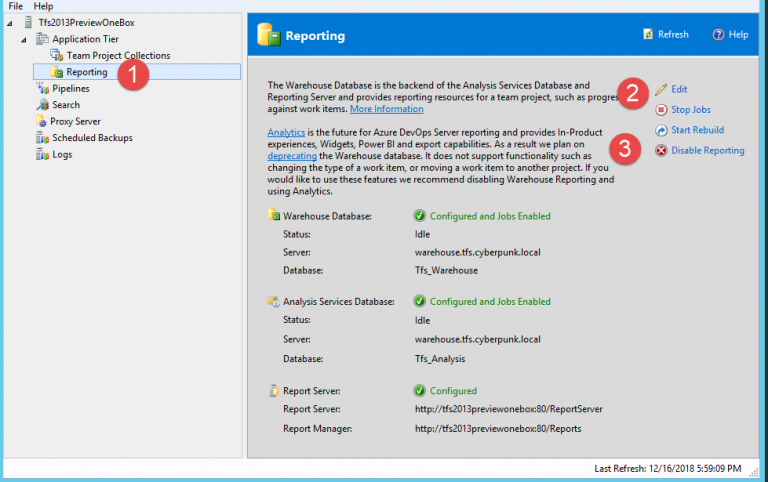 File Help
Tfs2013PreviewOneBox
Application Tier
Team Project Collections
Reporting
1
Pipelines
Search
Proxy Server
Scheduled Backups
Logs
Reporting
Refresh
Help
The Warehouse Database is the backend of the Analysis Services Database and
Reporting Server and provides reporting resources for a team project, such as progres
against work items. More Information
Analytics is the future for Azure DevOps Server reporting and provides In-Product
experiences, Widgets, Power BI and export capabilities. As a result we plan on
deprecating the Warehouse database. It does not support functionality such as
changing the type of a work item, or moving a work item to another project. If you
would like to use these features we recommend disabling Warehouse Reporting and
using Analytics.
2
Edit
Stop Jobs
Start Rebuild
3
Disable Reporting
Warehouse Database: Configured and Jobs Enabled
Status: Idle
Server: warehouse.tfs.cyberpunk.local
Database: Tfs_Warehouse
Analysis Services Database: Configured and Jobs Enabled
Status: Idle
Server: warehouse.tfs.cyberpunk.local
Database: Tfs_Analysis
Report Server: Configured
Report Server: http://tfs2013previewonebox:80/ReportServer
Report Manager: http://tfs2013previewonebox:80/Reports
Last Refresh: 12/16/2018 5:59:09 PM